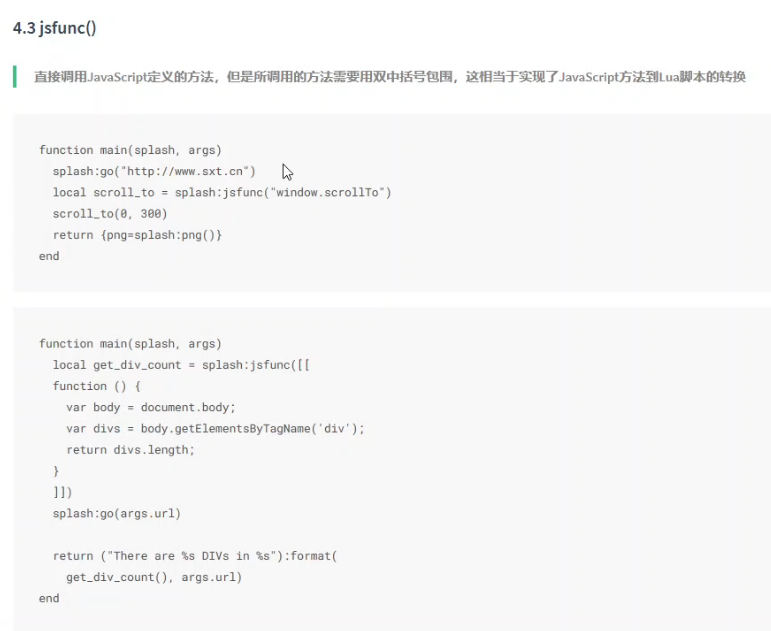 4.3 jsfunc()
直接调用JavaScript定义的方法，但是所调用的方法需要用双中括号包围，这相当于实现了JavaScript方法到Lua脚本的转换
function main(splash, args)
  splash:go("http://www.sxt.cn")
  local scroll_to = splash:jsfunc("window.scrollTo")
  scroll_to(0, 300)
  return {png=splash:png()}
end
function main(splash, args)
  local get_div_count = splash:jsfunc([[
  function () {
    var body = document.body;
    var divs = body.getElementsByTagName('div');
    return divs.length;
  }
  ]])
  splash:go(args.url)
  return ("There are %s DIVs in %s"):format(
    get_div_count(), args.url)
end